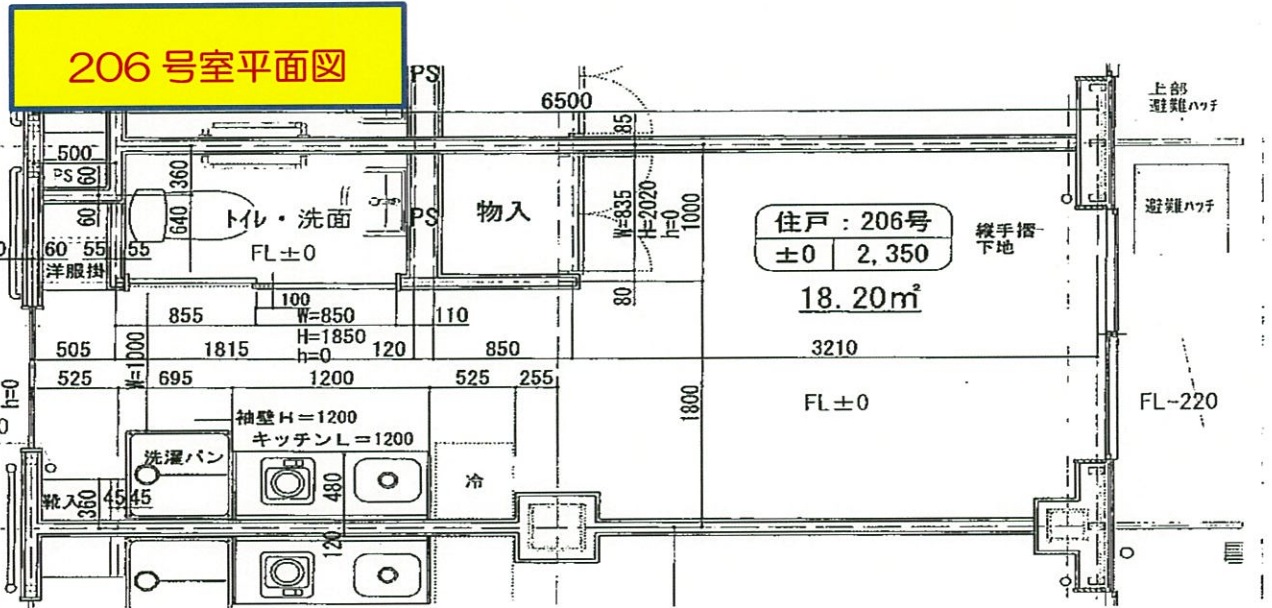 206 号室平面図
PS
6500
上部
避難ハッチ
85
500
PS
60
360
60
640
トイレ・洗面
FL±0
PS
物入
W=835
H=2020
h=0
1000
住戸：206号
±0 2,350
18.20㎡
縦手摺
下地
避難ハッチ
60 55 55
洋服掛
80
100
855 W=850 110
H=1850
h=0
505 1815 120 850 3210
W=1000
525 695 1200 525 255
h=0
1800
FL±0
FL-220
袖壁H=1200
キッチンL=1200
洗濯パン
480
冷
靴入
360
45 45
120